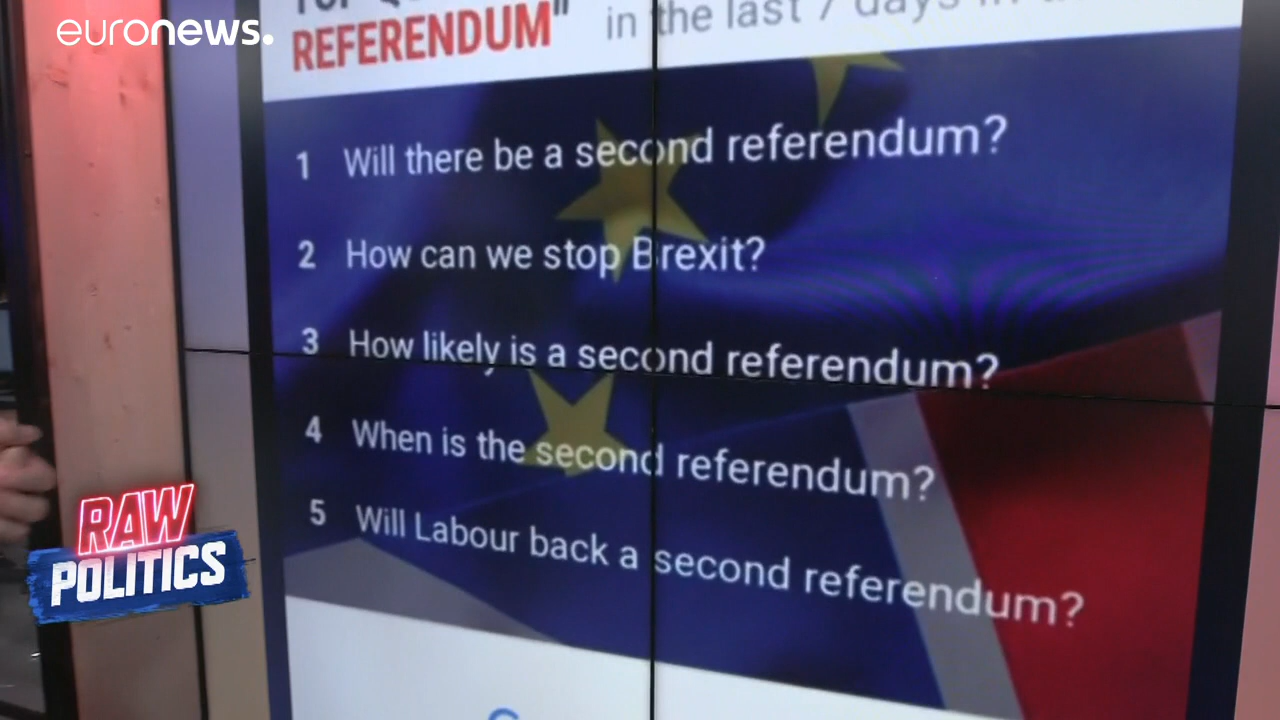 euronews.
REFERENDUM" in the last 7 days in
1 Will there be a second referendum?
2 How can we stop Brexit?
3 How likely is a second referendum?
4 When is the second referendum?
5 Will Labour back a second referendum?
RAW
POLITICS